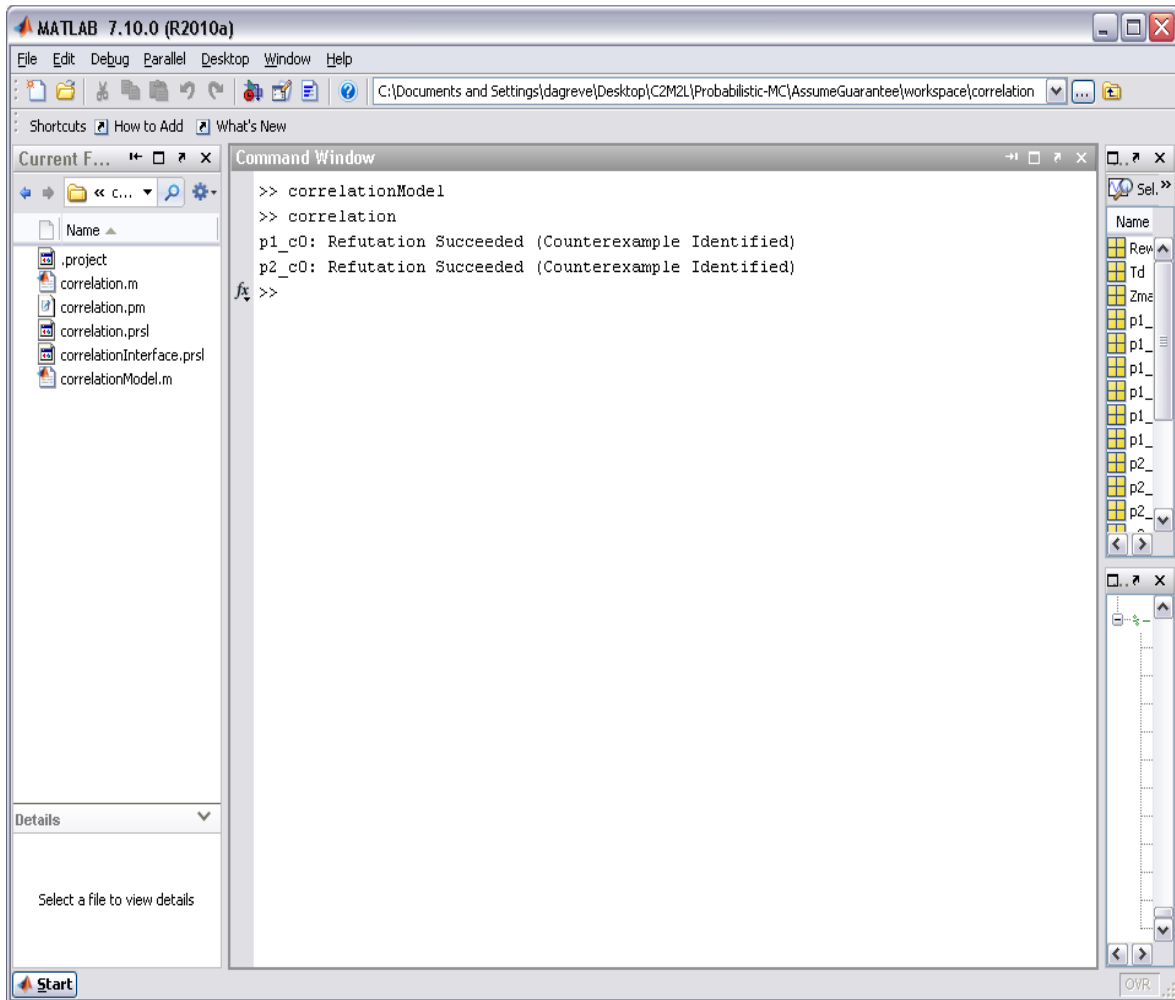 MATLAB 7.10.0 (R2010a)
File Edit Debug Parallel Desktop Window Help
C:\Documents and Settings\dagreve\Desktop\C2M2L\Probabilistic-MC\AssumeGuarantee\workspace\correlation
Shortcuts How to Add What's New
Current F...
« c...
Name
.project
correlation.m
correlation.pm
correlation.prsl
correlationInterface.prsl
correlationModel.m
Details
Select a file to view details
Command Window
>> correlationModel
>> correlation
p1_c0: Refutation Succeeded (Counterexample Identified)
p2_c0: Refutation Succeeded (Counterexample Identified)
fx >>
Sel. »
Name
Rew
Td
Zma
p1_
p1_
p1_
p1_
p1_
p1_
p2_
p2_
p2_
Start
OVR